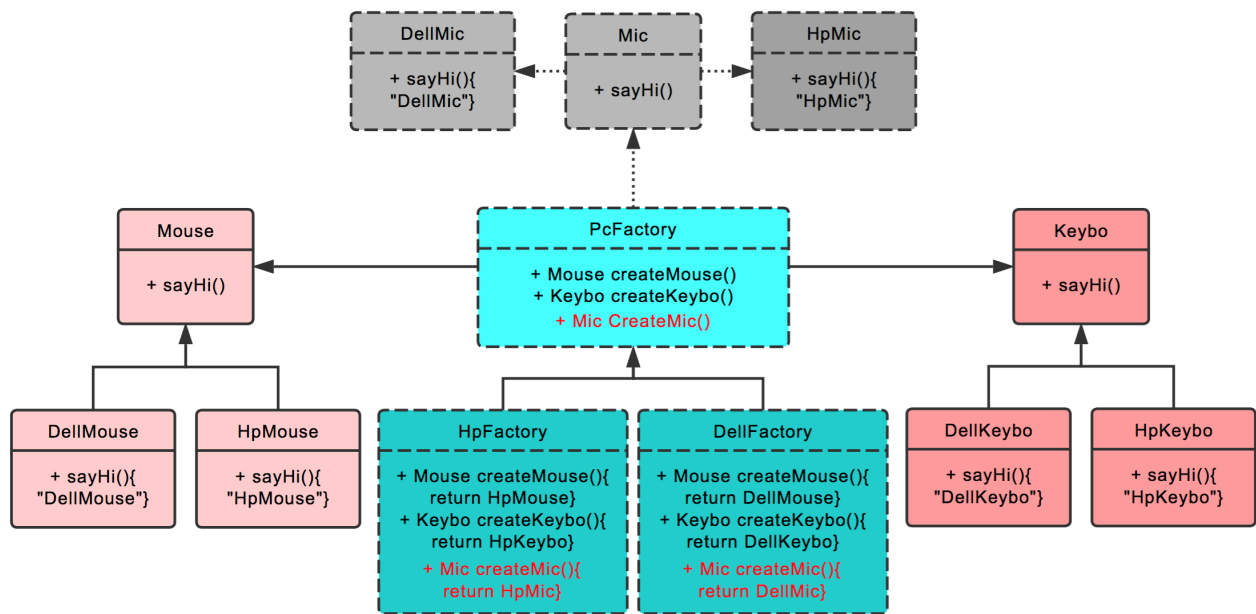 DellMic
+ sayHi(){
"DellMic"}
Mic
+ sayHi()
HpMic
+ sayHi(){
"HpMic"}
Mouse
+ sayHi()
PcFactory
+ Mouse createMouse()
+ Keybo createKeybo()
+ Mic CreateMic()
Keybo
+ sayHi()
DellMouse
+ sayHi(){
"DellMouse"}
HpMouse
+ sayHi(){
"HpMouse"}
HpFactory
+ Mouse createMouse(){
return HpMouse}
+ Keybo createKeybo(){
return HpKeybo}
+ Mic createMic(){
return HpMic}
DellFactory
+ Mouse createMouse(){
return DellMouse}
+ Keybo createKeybo(){
return DellKeybo}
+ Mic createMic(){
return DellMic}
DellKeybo
+ sayHi(){
"DellKeybo"}
HpKeybo
+ sayHi(){
"HpKeybo"}